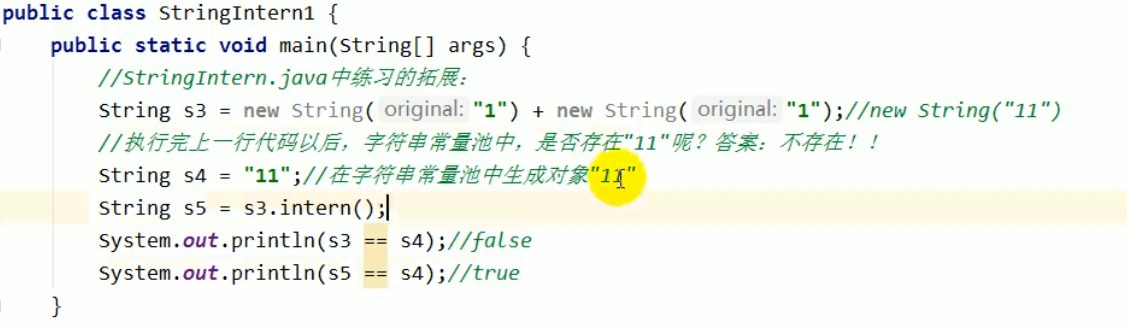 public class StringIntern1 {
public static void main(String[] args) {
//StringIntern.java中练习的拓展：
String s3 = new String( original: "1") + new String( original: "1");//new String("11")
//执行完上一行代码以后，字符串常量池中，是否存在"11"呢？答案：不存在！！
String s4 = "11";//在字符串常量池中生成对象"11"
String s5 = s3.intern();
System.out.println(s3 == s4);//false
System.out.println(s5 == s4);//true
}